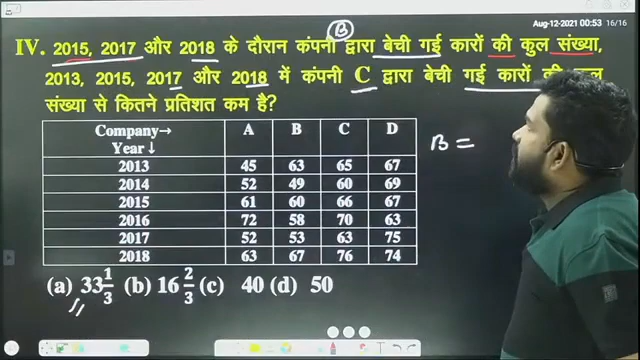 Aug-12-2021 00:53 16/16
B
IV. 2015, 2017 और 2018 के दौरान कंपनी द्वारा बेची गई कारों की कुल संख्या,
2013, 2015, 2017 और 2018 में कंपनी C द्वारा बेची गई कारों की
संख्या से कितने प्रतिशत कम है?
Company→ Year↓ A B C D
2013 45 63 65 67
2014 52 49 60 69
2015 61 60 66 67
2016 72 58 70 63
2017 52 53 63 75
2018 63 67 76 74
B =
(a) 33 1/3 (b) 16 2/3 (c) 40 (d) 50